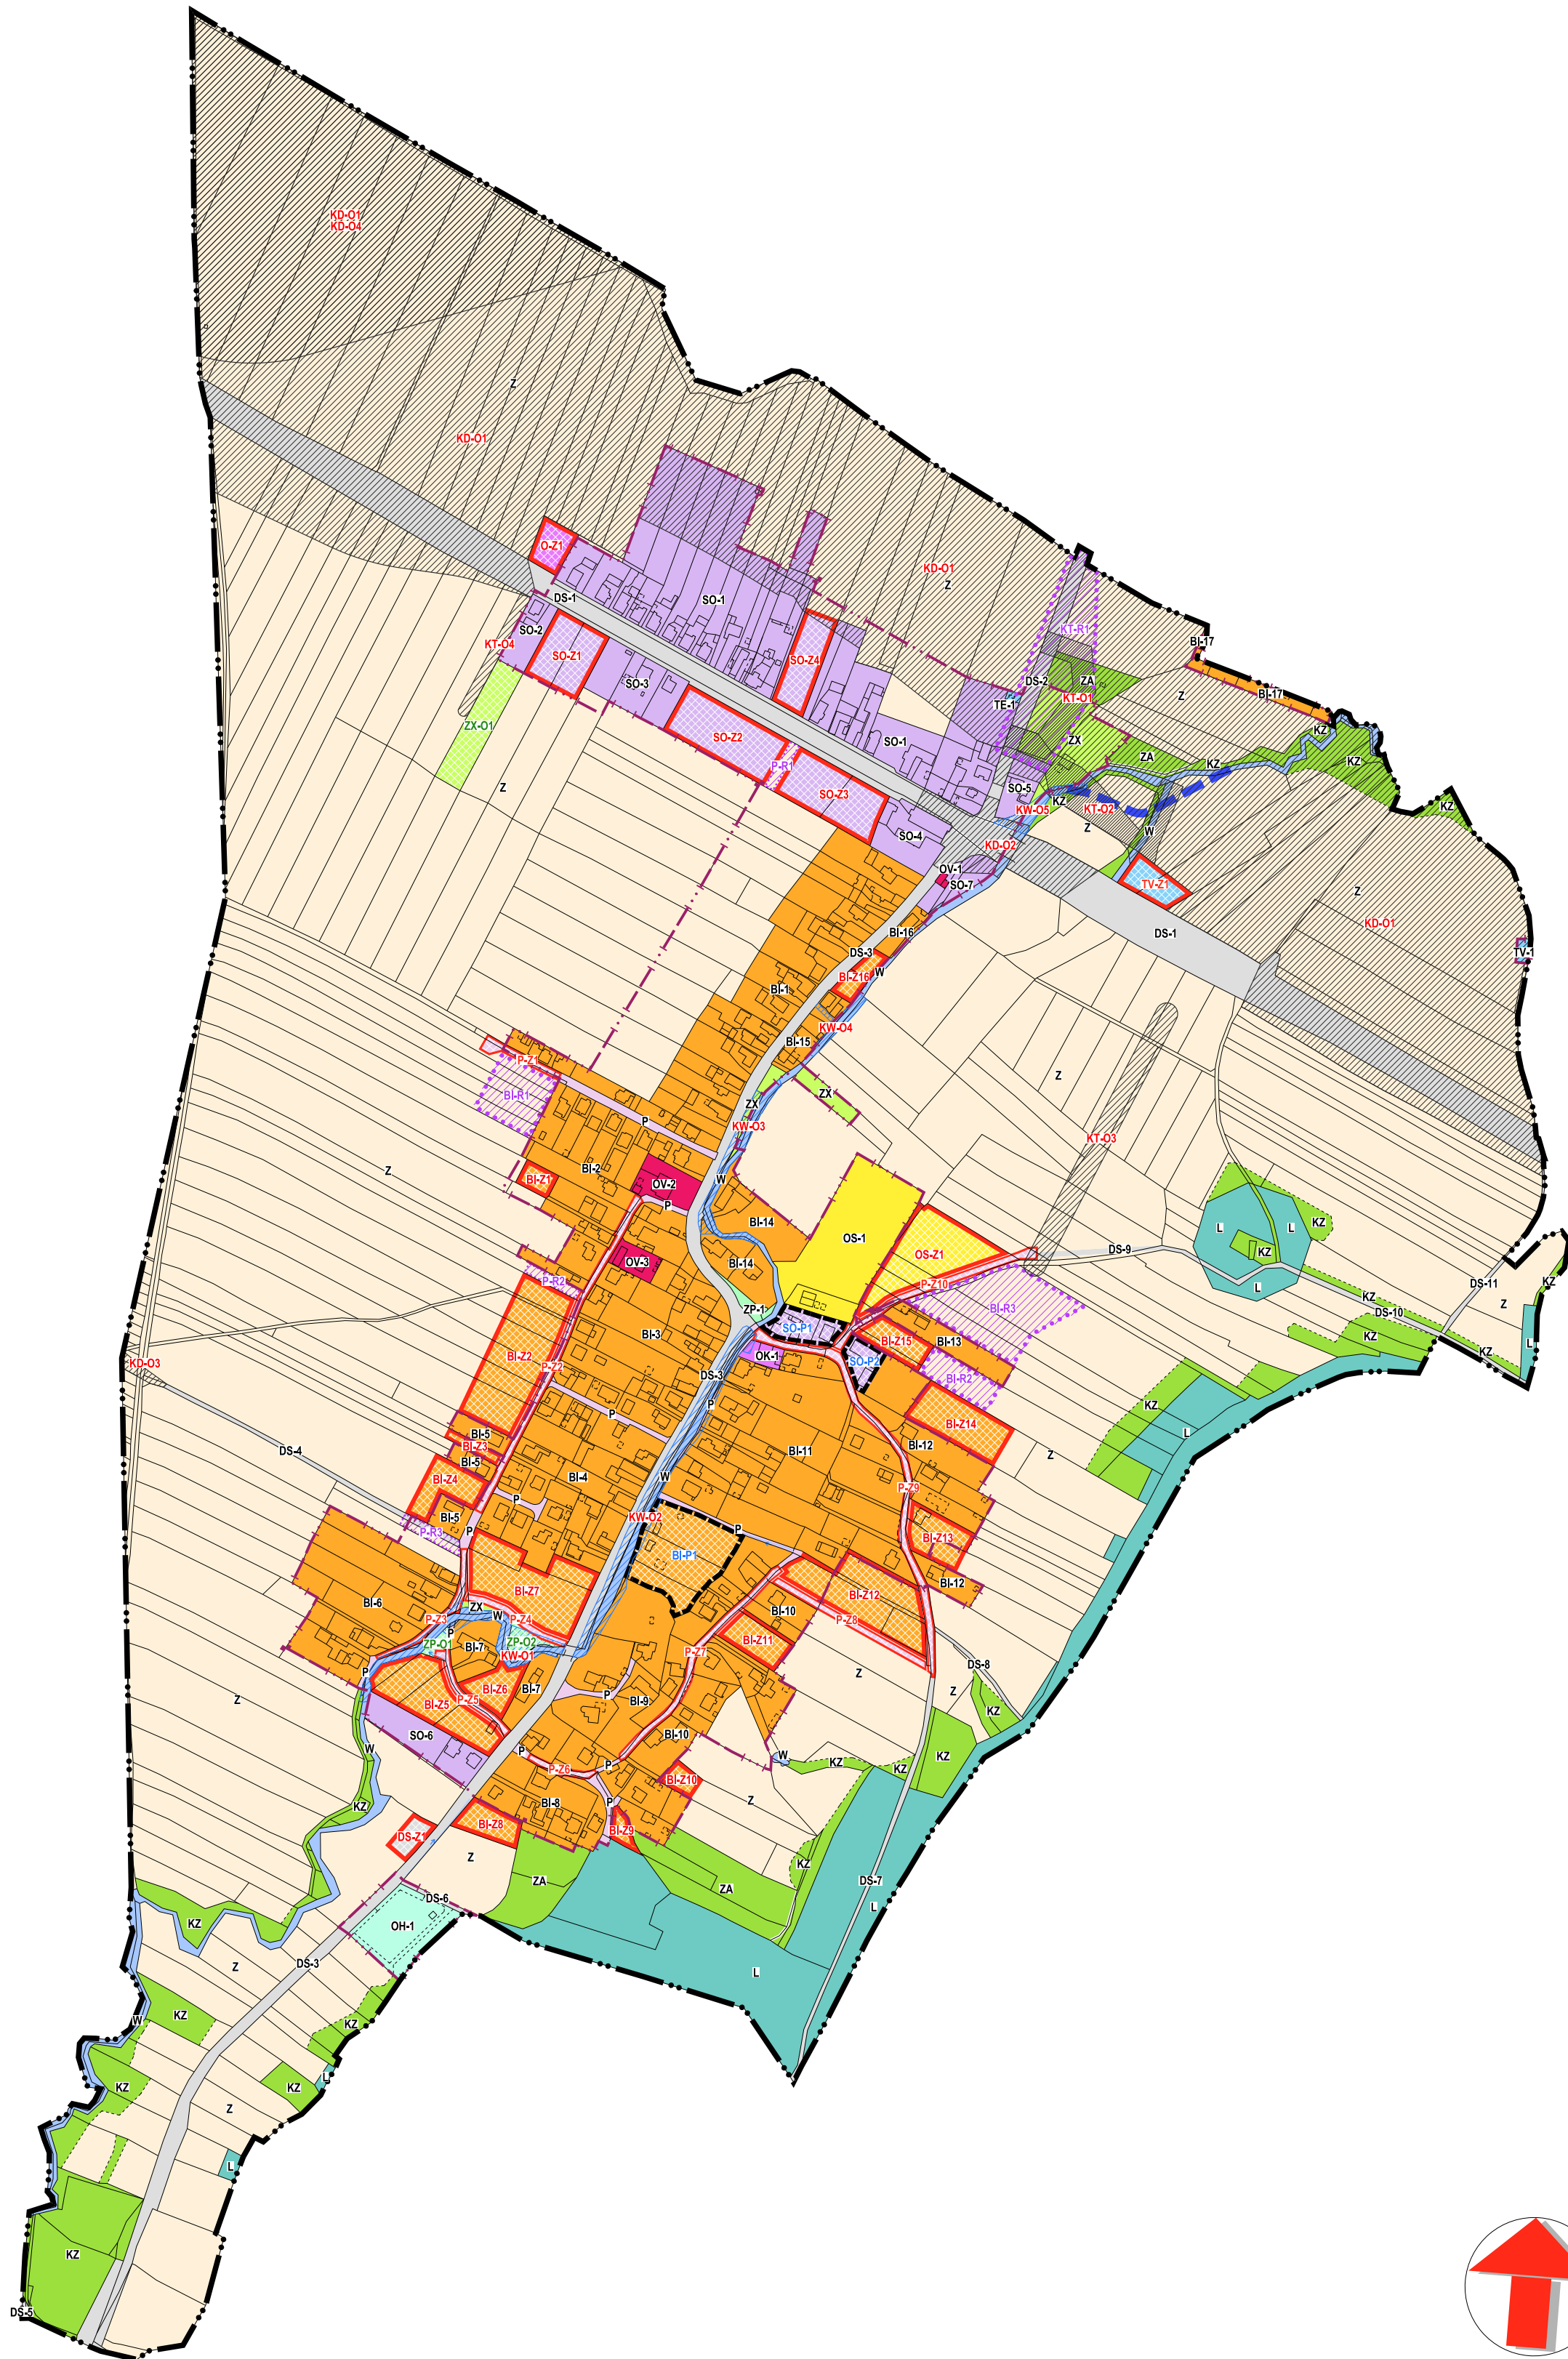 KD-O1
KD-O4
Z
KD-O1
O-Z1
KD-O1
Z
DS-1
SO-1
SO-2
KT-O4
SO-Z1
SO-Z4
KT-R1
BI-17
SO-3
DS-2
ZA
Z
BI-17
KT-O1
TE-1
ZX-O1
SO-Z2
SO-1
ZX
KZ
ZA
KZ
KZ
P-R1
Z
SO-Z3
SO-5
KZ
KW-O5
KT-O2
KZ
SO-4
Z
W
KD-O2
OV-1
SO-7
TV-Z1
Z
KD-O1
BI-16
DS-1
DS-3
TV-1
BI-Z16
W
BI-1
KW-O4
BI-15
P-Z1
Z
BI-R1
ZX
ZX
P
KW-O3
KT-O3
Z
BI-2
BI-Z1
OV-2
W
P
BI-14
L
L
KZ
OS-1
OS-Z1
DS-9
KZ
OV-3
BI-14
L
P-R2
P-Z10
DS-11
KZ
KZ
Z
ZP-1
BI-R3
DS-10
SO-P1
BI-3
BI-Z15
BI-13
KZ
KZ
BI-Z2
OK-1
SO-P2
KD-O3
P-Z2
DS-3
BI-R2
P
P
KZ
BI-Z14
BI-5
BI-Z3
BI-5
BI-11
BI-12
L
DS-4
Z
BI-Z4
BI-4
W
P-Z9
P
BI-5
KW-O2
P-R3
P
P
BI-Z13
BI-P1
BI-12
BI-6
BI-Z7
BI-Z12
ZX
BI-10
W
P-Z3
P-Z4
P-Z8
P
ZP-O1
ZP-O2
BI-Z11
BI-7
KW-O1
P-Z7
P
DS-8
Z
BI-Z6
BI-7
Z
Z
BI-Z5
P-Z5
P
BI-9
KZ
SO-6
BI-10
W
P
W
KZ
KZ
KZ
P-Z6
P
BI-Z10
KZ
Z
BI-8
P
BI-Z8
BI-Z9
DS-Z1
Z
KZ
ZA
ZA
DS-7
DS-6
L
OH-1
KZ
DS-3
Z
L
KZ
W
KZ
L
KZ
KZ
Z
L
KZ
DS-5